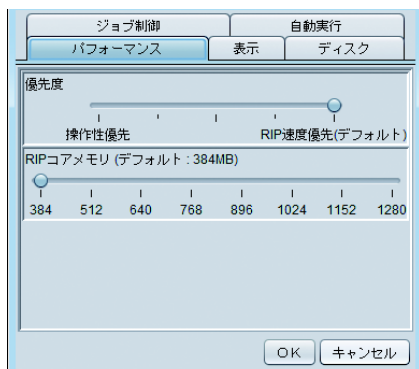 ジョブ制御 自動実行
パフォーマンス 表示 ディスク
優先度
操作性優先 RIP速度優先(デフォルト)
RIPコアメモリ (デフォルト : 384MB)
384 512 640 768 896 1024 1152 1280
OK キャンセル